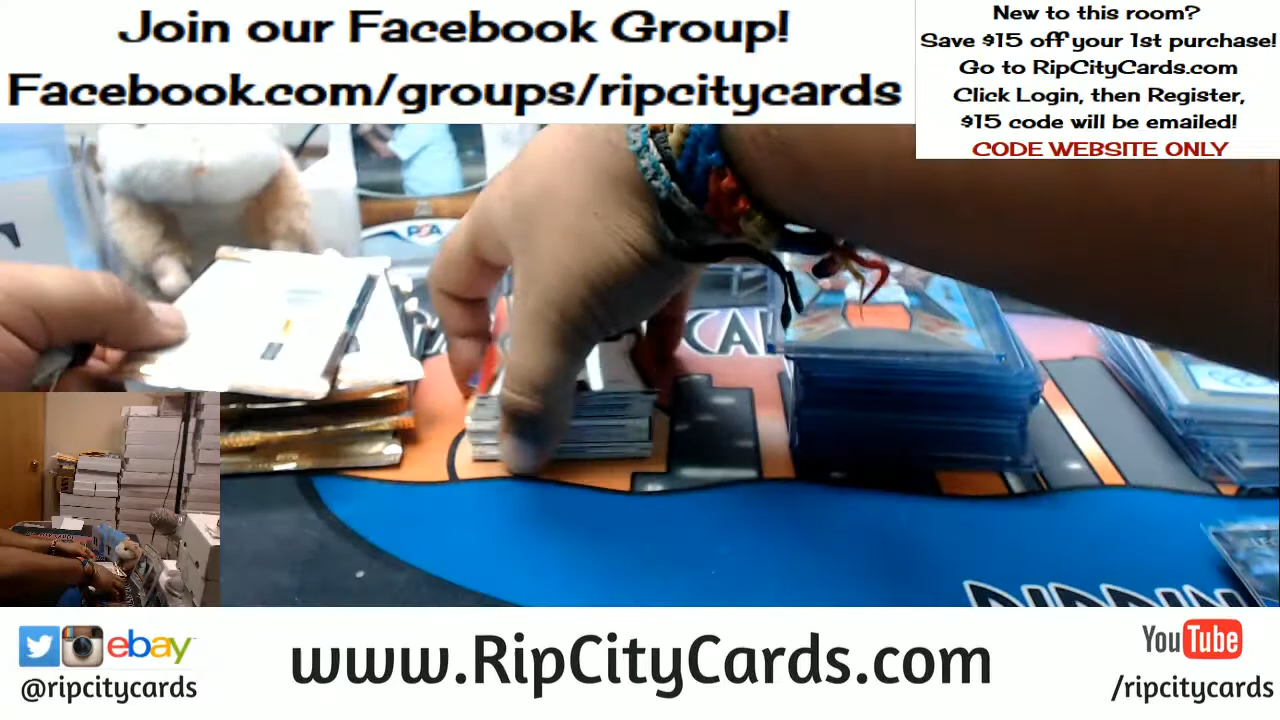 Join our Facebook Group!
Facebook.com/groups/ripcitycards
New to this room?
Save $15 off your 1st purchase!
Go to RipCityCards.com
Click Login, then Register,
$15 code will be emailed!
CODE WEBSITE ONLY
PSA
ebay
@ripcitycards
www.RipCityCards.com
YouTube
/ripcitycards